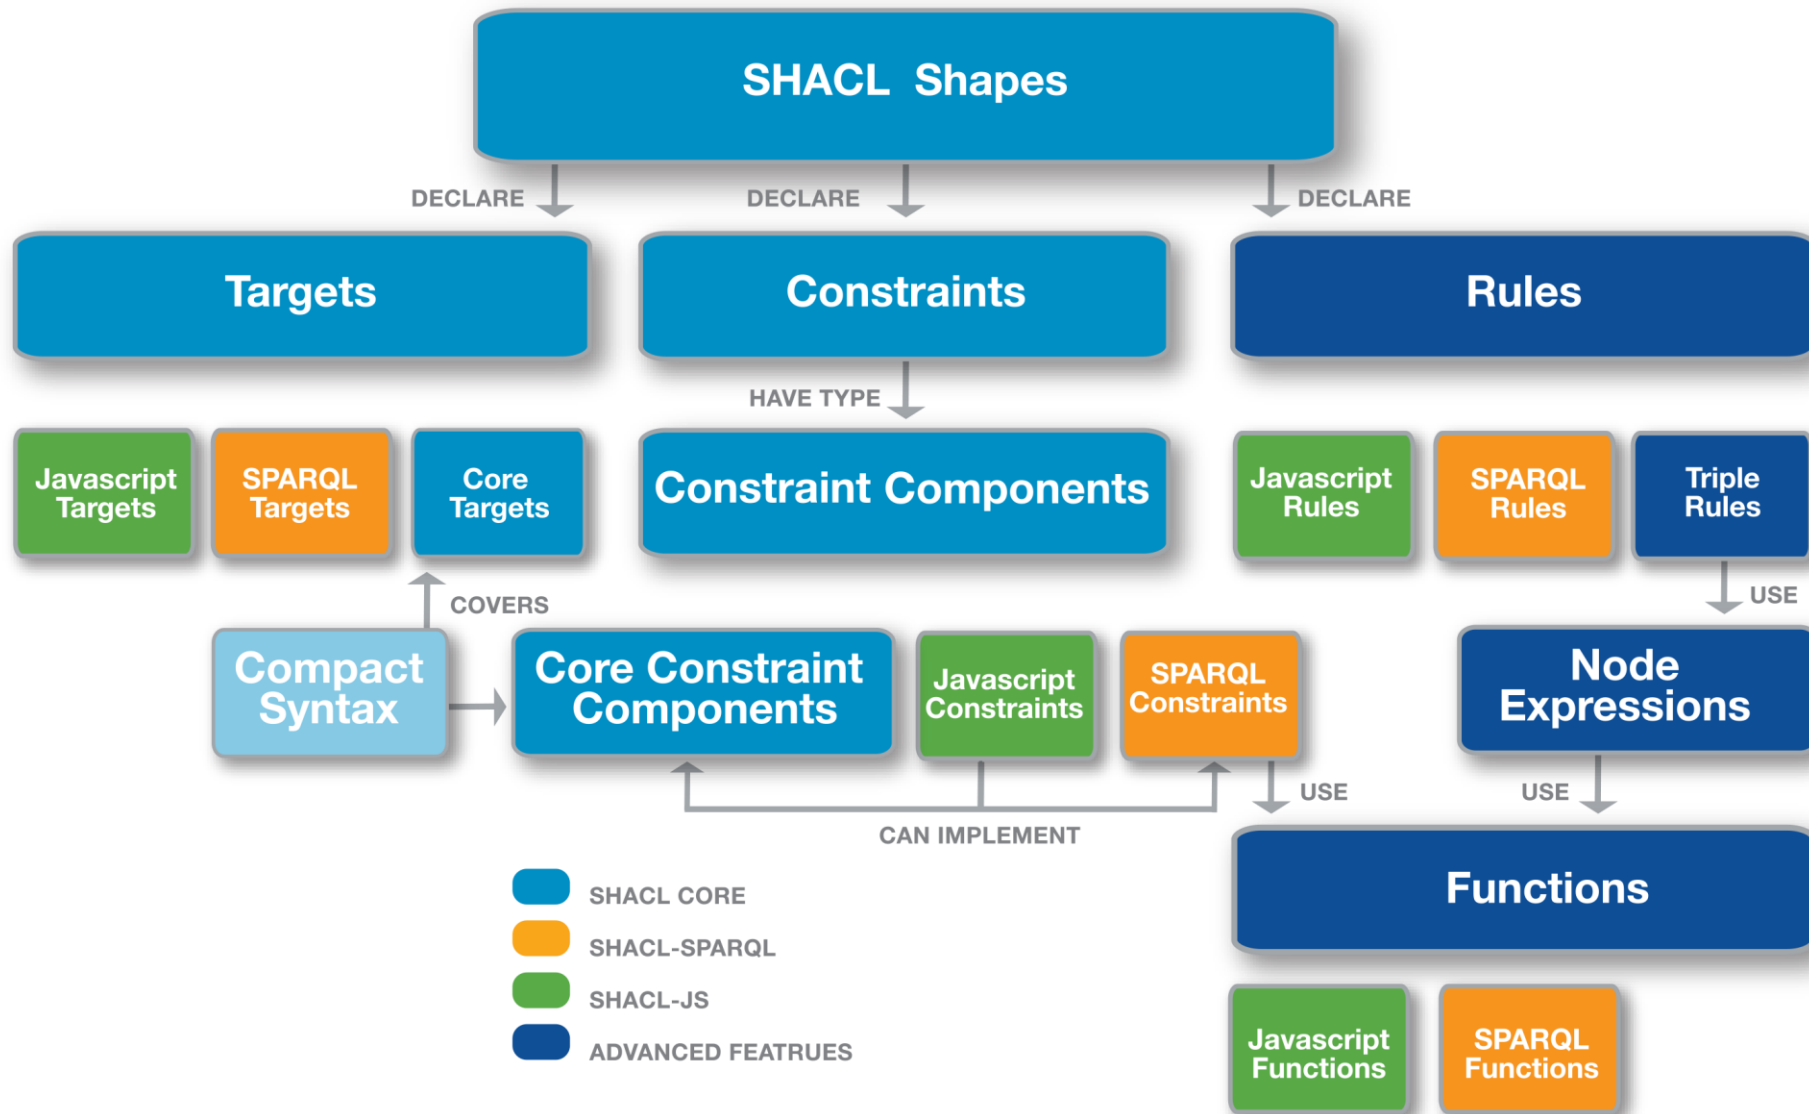 SHACL Shapes
DECLARE
DECLARE
DECLARE
Targets
Constraints
Rules
HAVE TYPE
Javascript
Targets
SPARQL
Targets
Core
Targets
Constraint Components
Javascript
Rules
SPARQL
Rules
Triple
Rules
COVERS
USE
Compact
Syntax
Core Constraint
Components
Javascript
Constraints
SPARQL
Constraints
Node
Expressions
USE
USE
CAN IMPLEMENT
Functions
SHACL CORE
SHACL-SPARQL
SHACL-JS
ADVANCED FEATRUES
Javascript
Functions
SPARQL
Functions